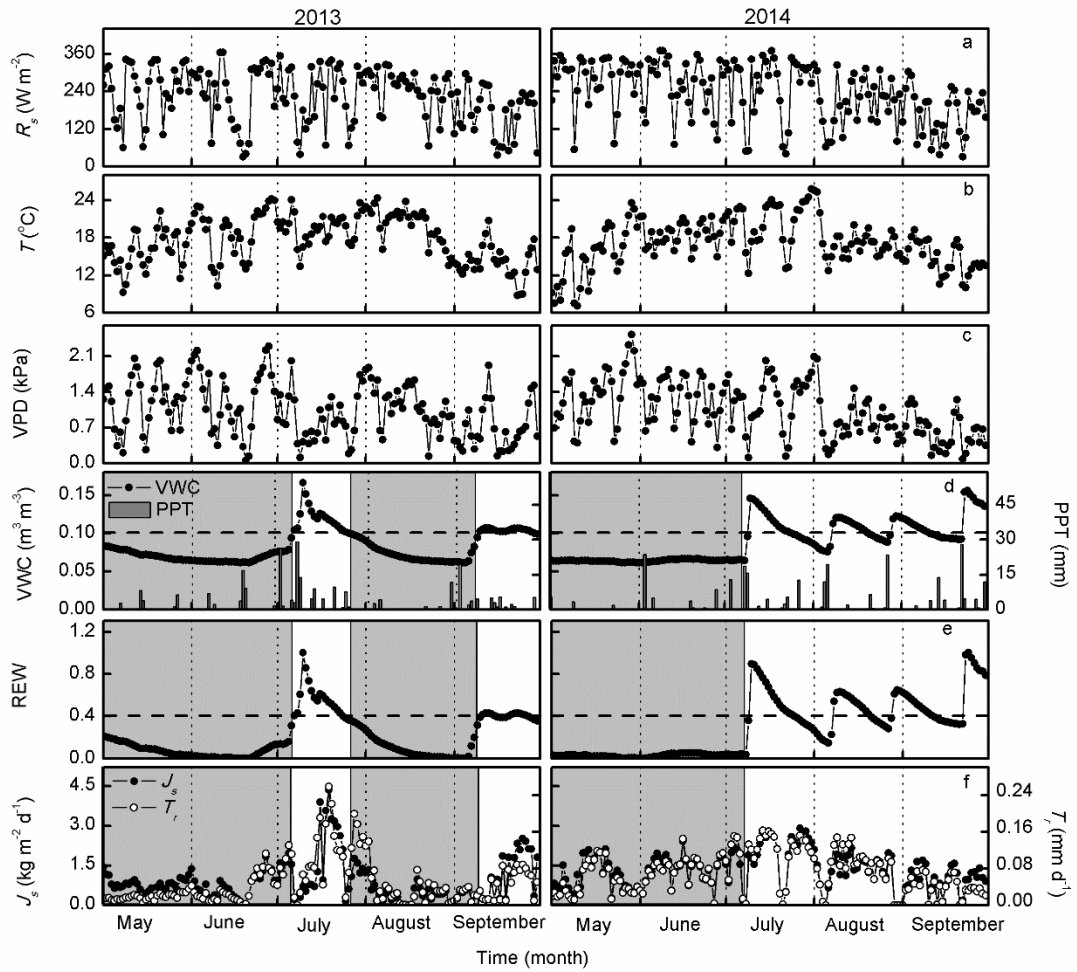 2013 2014
a
360
240
120
0
Rs (W m-2)
b
24
18
12
6
T (°C)
c
2.1
1.4
0.7
0.0
VPD (kPa)
d
VWC
PPT
0.15
0.10
0.05
0.00
VWC (m3 m-3)
45
30
15
0
PPT (mm)
e
1.2
0.8
0.4
0.0
REW
f
Js
Tr
4.5
3.0
1.5
0.0
Js (kg m-2 d-1)
0.24
0.16
0.08
0.00
Tr (mm d-1)
May June July August September May June July August September
Time (month)